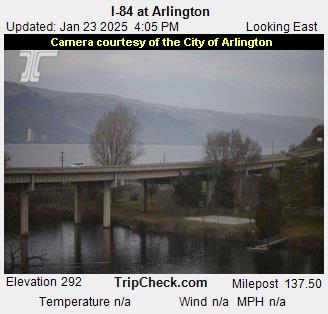 I-84 at Arlington
Updated: Jan 23 2025 4:05 PM Looking East
Camera courtesy of the City of Arlington
Elevation 292 TripCheck.com Milepost 137.50
Temperature n/a Wind n/a MPH n/a